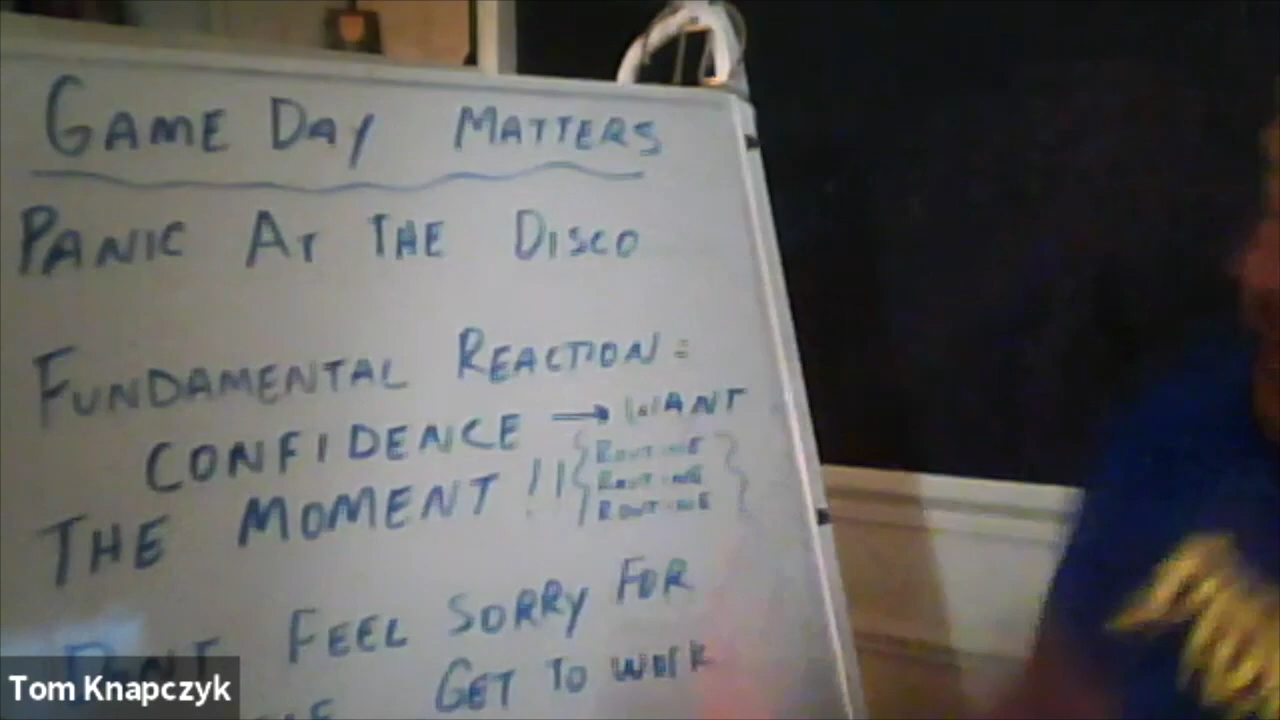 GAME DAY MATTERS
PANIC AT THE DISCO
FUNDAMENTAL REACTION =
CONFIDENCE → WANT
THE MOMENT !! { ROUTINE
ROUTINE
ROUTINE }
DON'T FEEL SORRY FOR
GET TO WORK
Tom Knapczyk